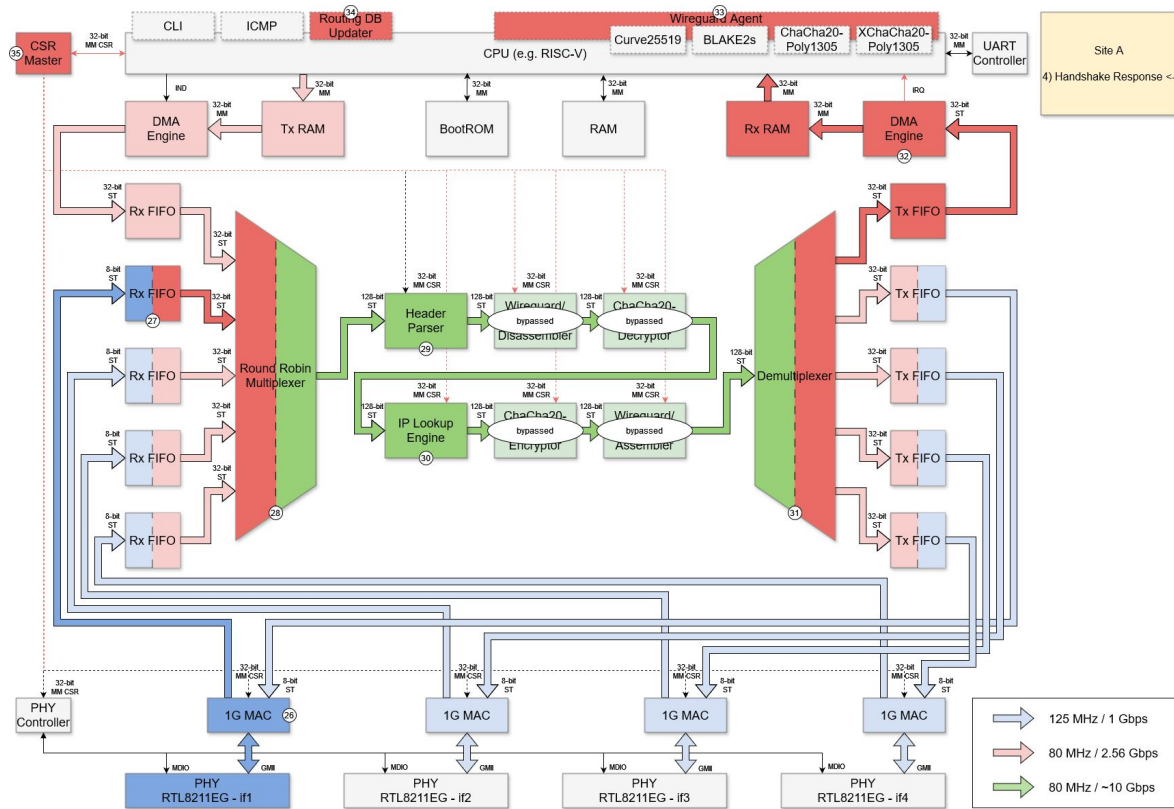 CLI
ICMP
34
Routing DB
Updater
33
Wireguard Agent
Curve25519
BLAKE2s
ChaCha20-
Poly1305
XChaCha20-
Poly1305
35
CSR
Master
32-bit
MM CSR
CPU (e.g. RISC-V)
32-bit
MM
UART
Controller
Site A
4) Handshake Response <-
IND
32-bit
MM
32-bit
MM
32-bit
MM
32-bit
MM
IRQ
DMA
Engine
32-bit
MM
Tx RAM
BootROM
RAM
Rx RAM
32-bit
MM
DMA
Engine
32
32-bit
ST
32-bit
ST
Rx FIFO
32-bit
ST
32-bit
ST
Tx FIFO
8-bit
ST
Rx FIFO
27
32-bit
ST
32-bit
ST
Tx FIFO
8-bit
ST
Rx FIFO
32-bit
ST
32-bit
ST
Tx FIFO
8-bit
ST
Rx FIFO
32-bit
ST
32-bit
ST
Tx FIFO
8-bit
ST
Rx FIFO
32-bit
ST
32-bit
ST
Tx FIFO
Round Robin
Multiplexer
28
32-bit
MM CSR
32-bit
MM CSR
32-bit
MM CSR
128-bit
ST
Header
Parser
29
128-bit
ST
Wireguard/
bypassed
Disassembler
128-bit
ST
ChaCha20-
bypassed
Decryptor
32-bit
MM CSR
32-bit
MM CSR
32-bit
MM CSR
128-bit
ST
IP Lookup
Engine
30
128-bit
ST
ChaCha20-
bypassed
Encryptor
128-bit
ST
Wireguard/
bypassed
Assembler
128-bit
ST
Demultiplexer
31
32-bit
MM CSR
PHY
Controller
32-bit
MM CSR
8-bit
ST
1G MAC
26
32-bit
MM CSR
8-bit
ST
1G MAC
32-bit
MM CSR
8-bit
ST
1G MAC
32-bit
MM CSR
8-bit
ST
1G MAC
MDIO
GMII
MDIO
GMII
MDIO
GMII
MDIO
GMII
PHY
RTL8211EG - if1
PHY
RTL8211EG - if2
PHY
RTL8211EG - if3
PHY
RTL8211EG - if4
125 MHz / 1 Gbps
80 MHz / 2.56 Gbps
80 MHz / ~10 Gbps